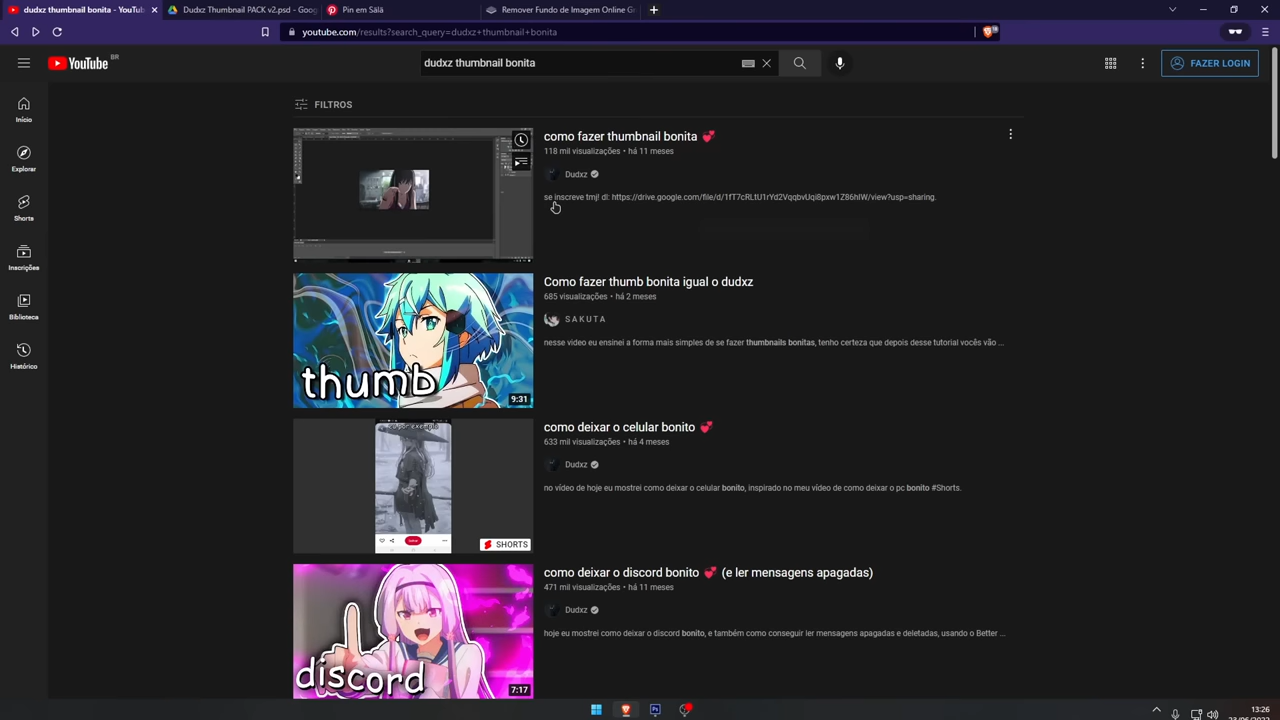 dudxz thumbnail bonita - YouTub
Dudxz Thumbnail PACK v2.psd - Goog
Pin em Sälä
Remover Fundo de Imagem Online G
youtube.com/results?search_query=dudxz+thumbnail+bonita
YouTube BR
dudxz thumbnail bonita
FAZER LOGIN
Início
Explorar
Shorts
Inscrições
Biblioteca
Histórico
FILTROS
como fazer thumbnail bonita 💕
118 mil visualizações • há 11 meses
Dudxz
se inscreve tmj! dl: https://drive.google.com/file/d/1fT7cRLtU1rYd2VqqbvUqi8pxw1Z86hIW/view?usp=sharing.
thumb
9:31
Como fazer thumb bonita igual o dudxz
685 visualizações • há 2 meses
S A K U T A
nesse video eu ensinei a forma mais simples de se fazer thumbnails bonitas, tenho certeza que depois desse tutorial vocês vão ...
SHORTS
como deixar o celular bonito 💕
633 mil visualizações • há 4 meses
Dudxz
no vídeo de hoje eu mostrei como deixar o celular bonito, inspirado no meu vídeo de como deixar o pc bonito #Shorts.
discord
7:17
como deixar o discord bonito 💕 (e ler mensagens apagadas)
471 mil visualizações • há 11 meses
Dudxz
hoje eu mostrei como deixar o discord bonito, e também como conseguir ler mensagens apagadas e deletadas, usando o Better ...
13:26